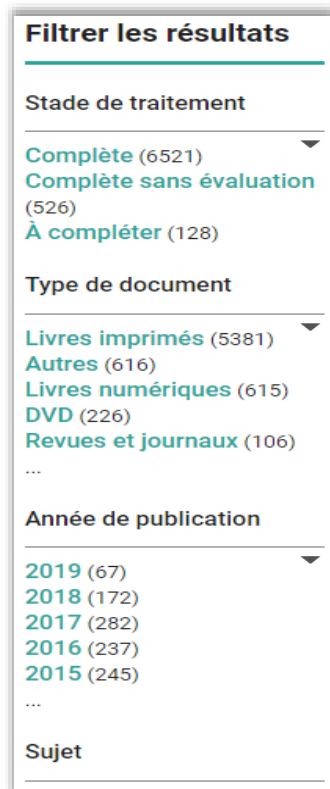 Filtrer les résultats
Stade de traitement
Complète (6521)
Complète sans évaluation
(526)
À compléter (128)
Type de document
Livres imprimés (5381)
Autres (616)
Livres numériques (615)
DVD (226)
Revues et journaux (106)
...
Année de publication
2019 (67)
2018 (172)
2017 (282)
2016 (237)
2015 (245)
...
Sujet